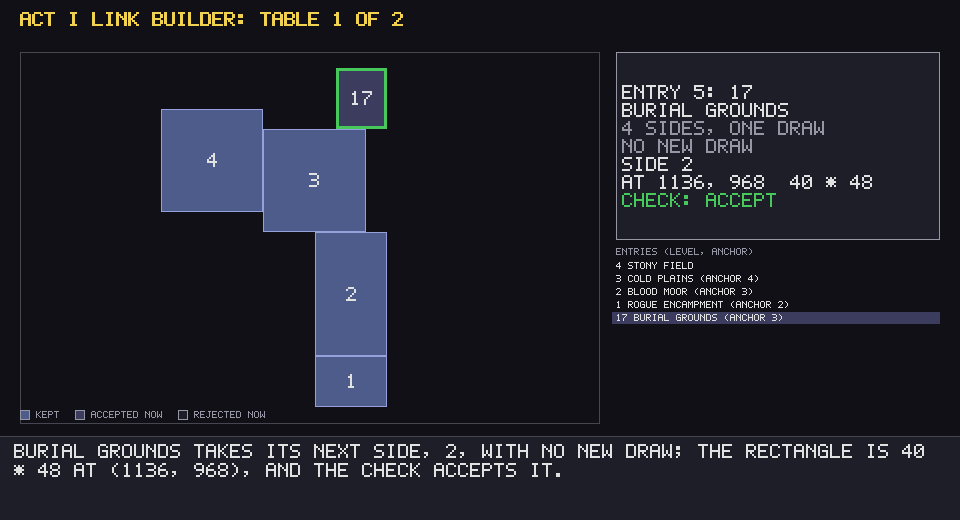 ACT I LINK BUILDER: TABLE 1 OF 2
17
4
3
2
1
KEPT
ACCEPTED NOW
REJECTED NOW
ENTRY 5: 17
BURIAL GROUNDS
4 SIDES, ONE DRAW
NO NEW DRAW
SIDE 2
AT 1136, 968 40 * 48
CHECK: ACCEPT
ENTRIES (LEVEL, ANCHOR)
4 STONY FIELD
3 COLD PLAINS (ANCHOR 4)
2 BLOOD MOOR (ANCHOR 3)
1 ROGUE ENCAMPMENT (ANCHOR 2)
17 BURIAL GROUNDS (ANCHOR 3)
BURIAL GROUNDS TAKES ITS NEXT SIDE, 2, WITH NO NEW DRAW; THE RECTANGLE IS 40
* 48 AT (1136, 968), AND THE CHECK ACCEPTS IT.